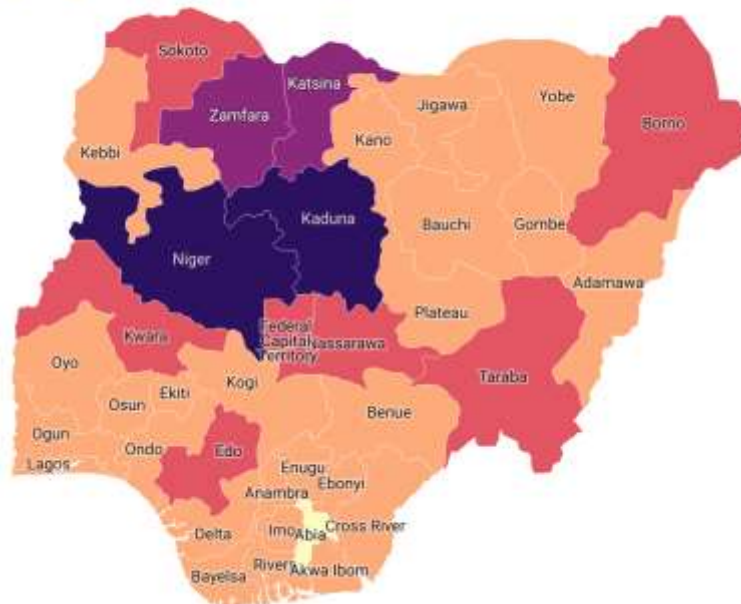 Sokoto
Katsina
Zamfara
Jigawa
Yobe
Borno
Kano
Kebbi
Kaduna
Bauchi
Gombe
Niger
Adamawa
Plateau
Federal
Capital
Territory
Nassarawa
Kwara
Oyo
Taraba
Kogi
Ekiti
Osun
Benue
Ogun
Ondo
Edo
Lagos
Enugu
Ebonyi
Anambra
Delta
Imo
Abia
Cross River
Rivers
Akwa Ibom
Bayelsa